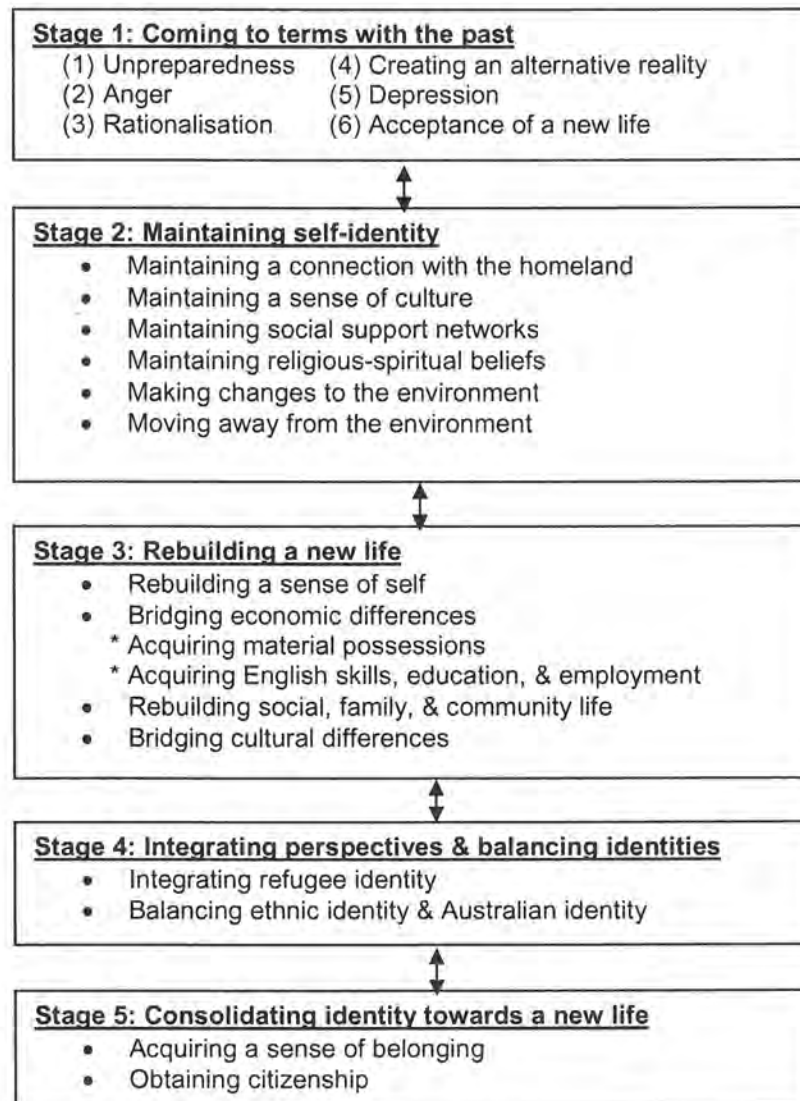 Stage 1: Coming to terms with the past
(1) Unpreparedness (4) Creating an alternative reality
(2) Anger (5) Depression
(3) Rationalisation (6) Acceptance of a new life
Stage 2: Maintaining self-identity
• Maintaining a connection with the homeland
• Maintaining a sense of culture
• Maintaining social support networks
• Maintaining religious-spiritual beliefs
• Making changes to the environment
• Moving away from the environment
Stage 3: Rebuilding a new life
• Rebuilding a sense of self
• Bridging economic differences
* Acquiring material possessions
* Acquiring English skills, education, & employment
• Rebuilding social, family, & community life
• Bridging cultural differences
Stage 4: Integrating perspectives & balancing identities
• Integrating refugee identity
• Balancing ethnic identity & Australian identity
Stage 5: Consolidating identity towards a new life
• Acquiring a sense of belonging
• Obtaining citizenship